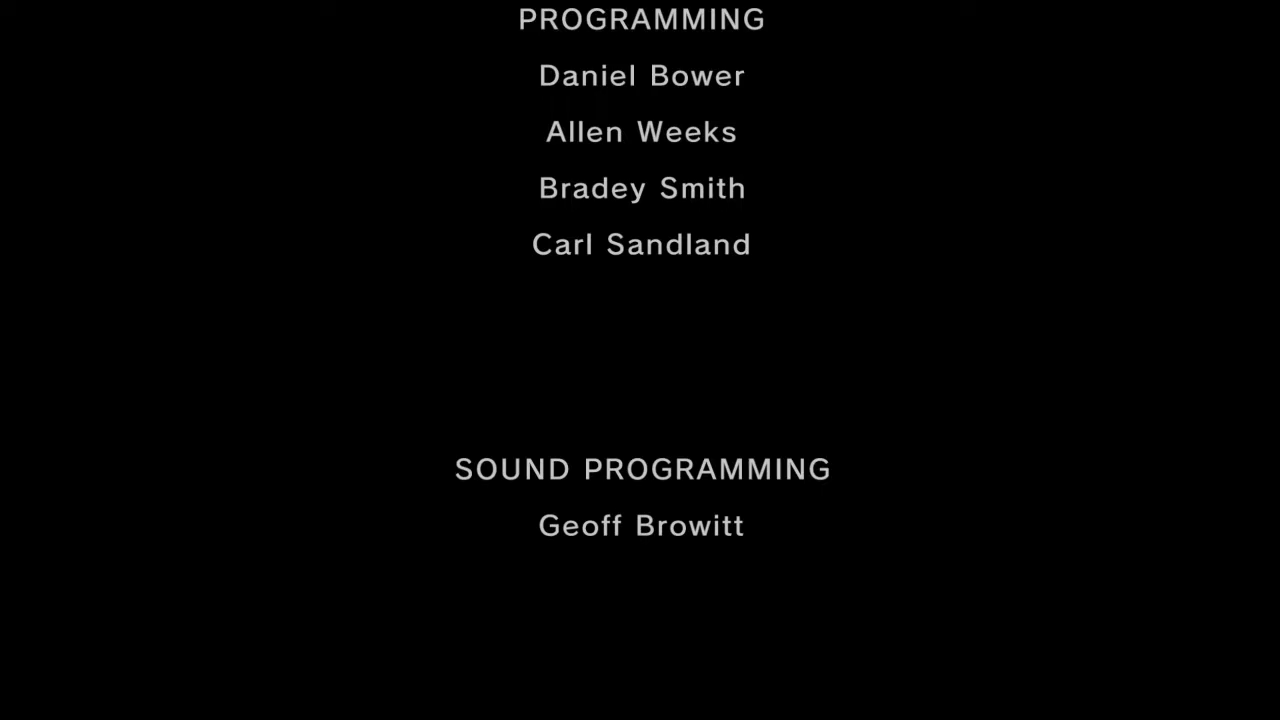 PROGRAMMING
Daniel Bower
Allen Weeks
Bradey Smith
Carl Sandland
SOUND PROGRAMMING
Geoff Browitt